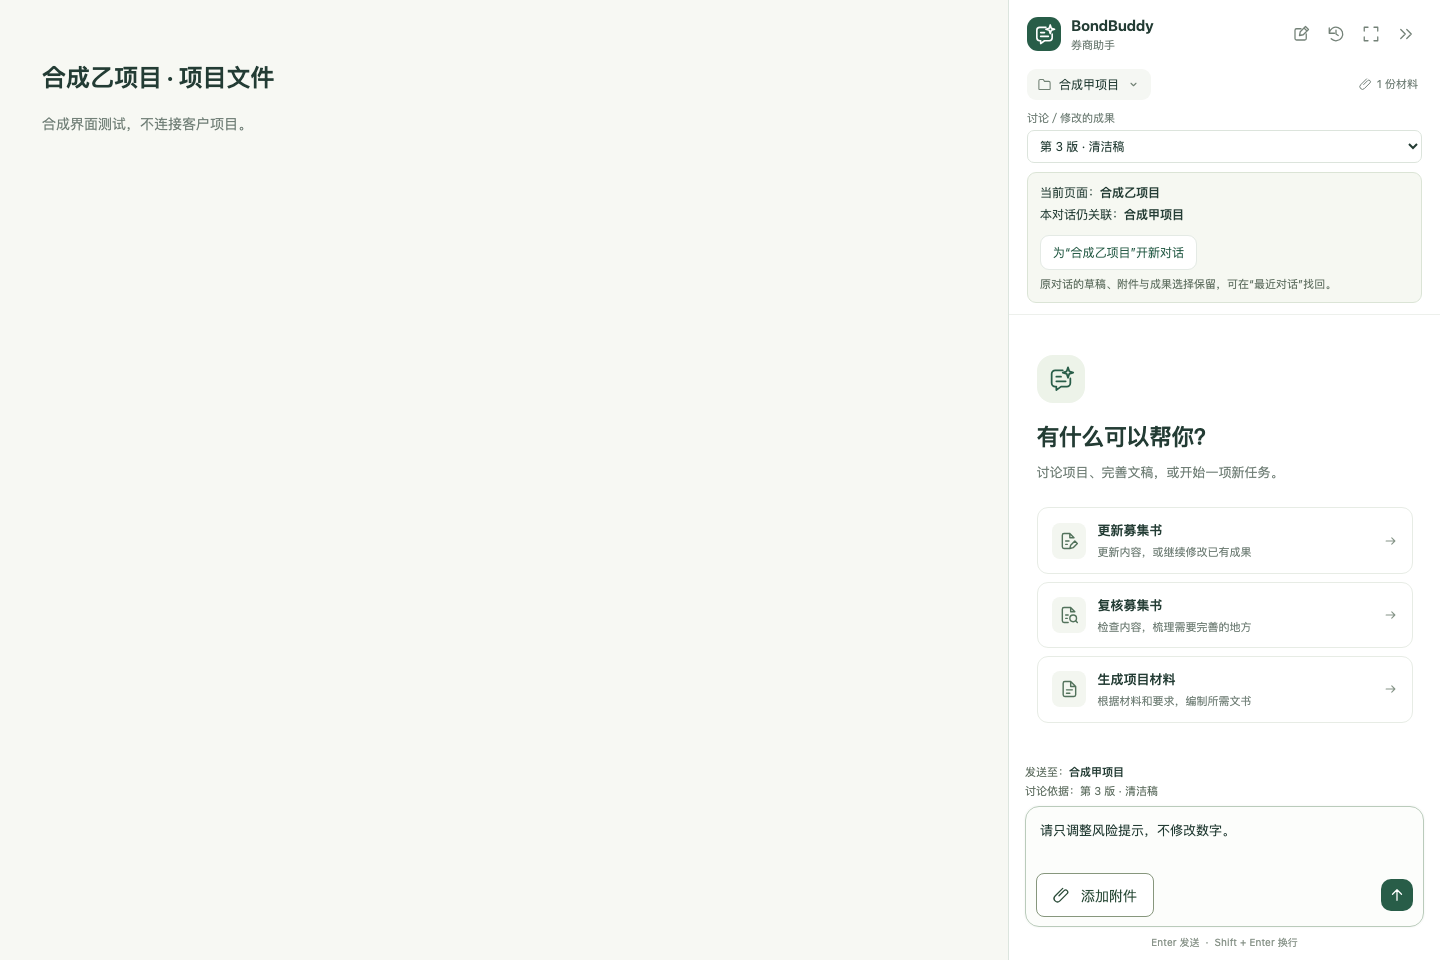 合成乙项目 · 项目文件
合成界面测试，不连接客户项目。
BondBuddy
券商助手
合成甲项目
1 份材料
讨论 / 修改的成果
第 3 版 · 清洁稿
当前页面：合成乙项目
本对话仍关联：合成甲项目
为“合成乙项目”开新对话
原对话的草稿、附件与成果选择保留，可在“最近对话”找回。
有什么可以帮你?
讨论项目、完善文稿，或开始一项新任务。
更新募集书
更新内容，或继续修改已有成果
复核募集书
检查内容，梳理需要完善的地方
生成项目材料
根据材料和要求，编制所需文书
发送至：合成甲项目
讨论依据：第 3 版 · 清洁稿
请只调整风险提示，不修改数字。
添加附件
Enter 发送 · Shift + Enter 换行